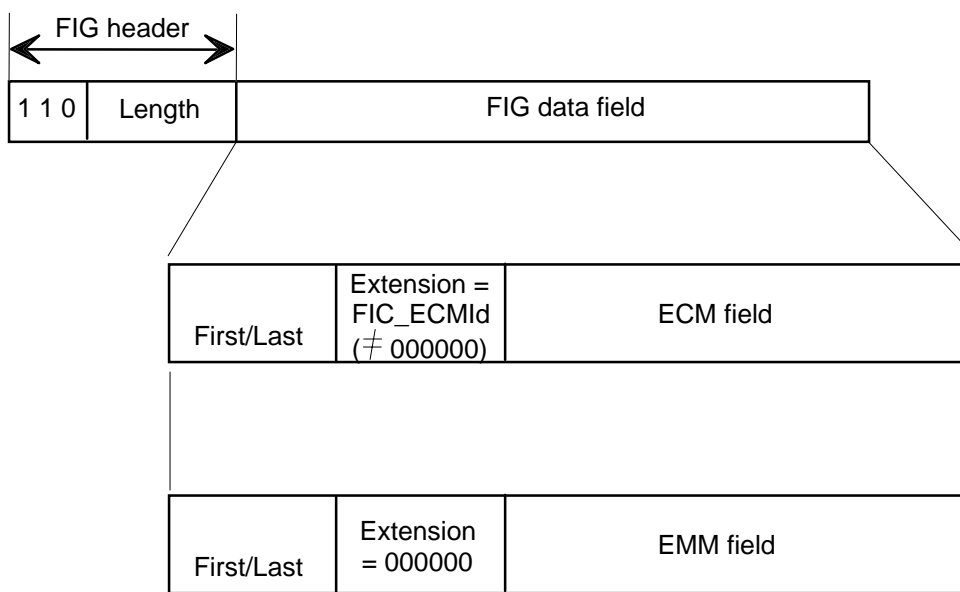 FIG header
1 1 0
Length
FIG data field
First/Last
Extension =
FIC_ECMId
(≠ 000000)
ECM field
First/Last
Extension
= 000000
EMM field